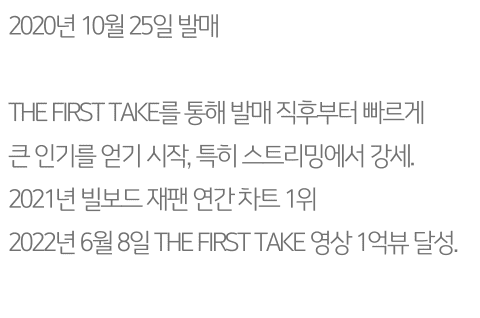 2020년 10월 25일 발매
THE FIRST TAKE를 통해 발매 직후부터 빠르게
큰 인기를 얻기 시작, 특히 스트리밍에서 강세.
2021년 빌보드 재팬 연간 차트 1위
2022년 6월 8일 THE FIRST TAKE 영상 1억뷰 달성.